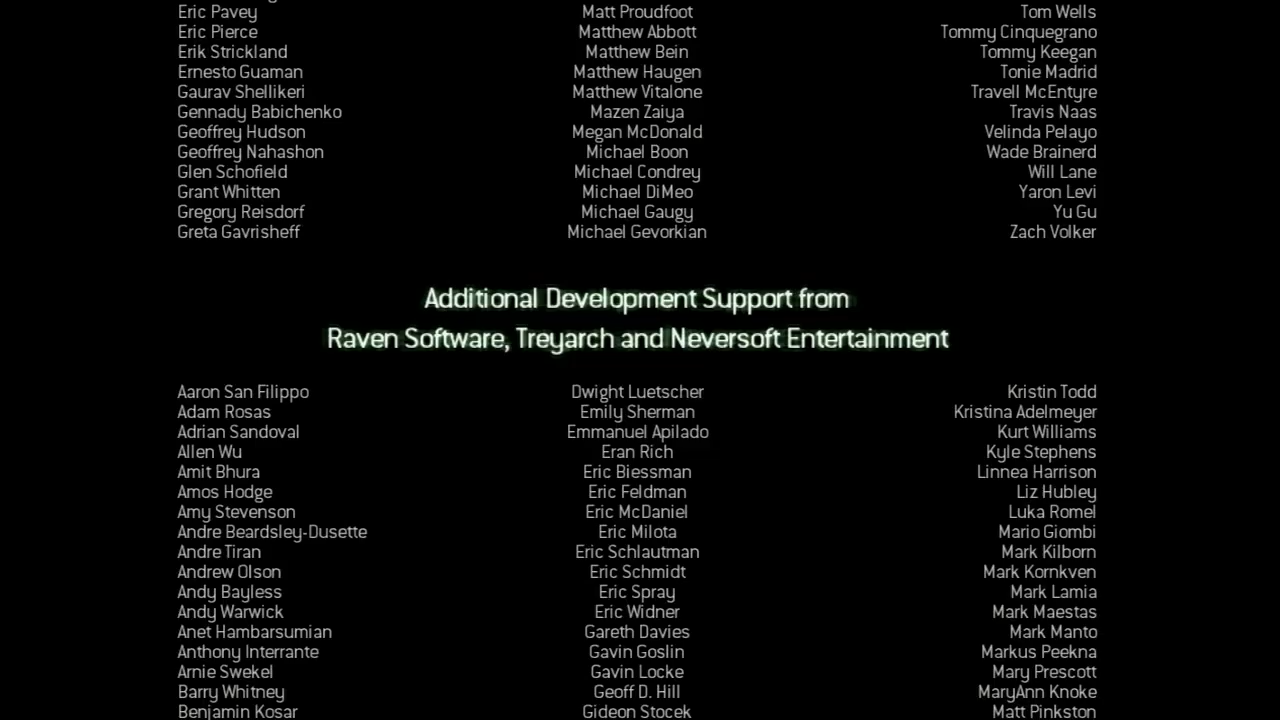 Eric Pavey Matt Proudfoot Tom Wells
Eric Pierce Matthew Abbott Tommy Cinquegrano
Erik Strickland Matthew Bein Tommy Keegan
Ernesto Guaman Matthew Haugen Tonie Madrid
Gaurav Shellikeri Matthew Vitalone Travell McEntyre
Gennady Babichenko Mazen Zaiya Travis Naas
Geoffrey Hudson Megan McDonald Velinda Pelayo
Geoffrey Nahashon Michael Boon Wade Brainerd
Glen Schofield Michael Condrey Will Lane
Grant Whitten Michael DiMeo Yaron Levi
Gregory Reisdorf Michael Gaugy Yu Gu
Greta Gavrisheff Michael Gevorkian Zach Volker
Additional Development Support from
Raven Software, Treyarch and Neversoft Entertainment
Aaron San Filippo Dwight Luetscher Kristin Todd
Adam Rosas Emily Sherman Kristina Adelmeyer
Adrian Sandoval Emmanuel Apilado Kurt Williams
Allen Wu Eran Rich Kyle Stephens
Amit Bhura Eric Biessman Linnea Harrison
Amos Hodge Eric Feldman Liz Hubley
Amy Stevenson Eric McDaniel Luka Romel
Andre Beardsley-Dusette Eric Milota Mario Giombi
Andre Tiran Eric Schlautman Mark Kilborn
Andrew Olson Eric Schmidt Mark Kornkven
Andy Bayless Eric Spray Mark Lamia
Andy Warwick Eric Widner Mark Maestas
Anet Hambarsumian Gareth Davies Mark Manto
Anthony Interrante Gavin Goslin Markus Peekna
Arnie Swekel Gavin Locke Mary Prescott
Barry Whitney Geoff D. Hill MaryAnn Knoke
Benjamin Kosar Gideon Stocek Matt Pinkston